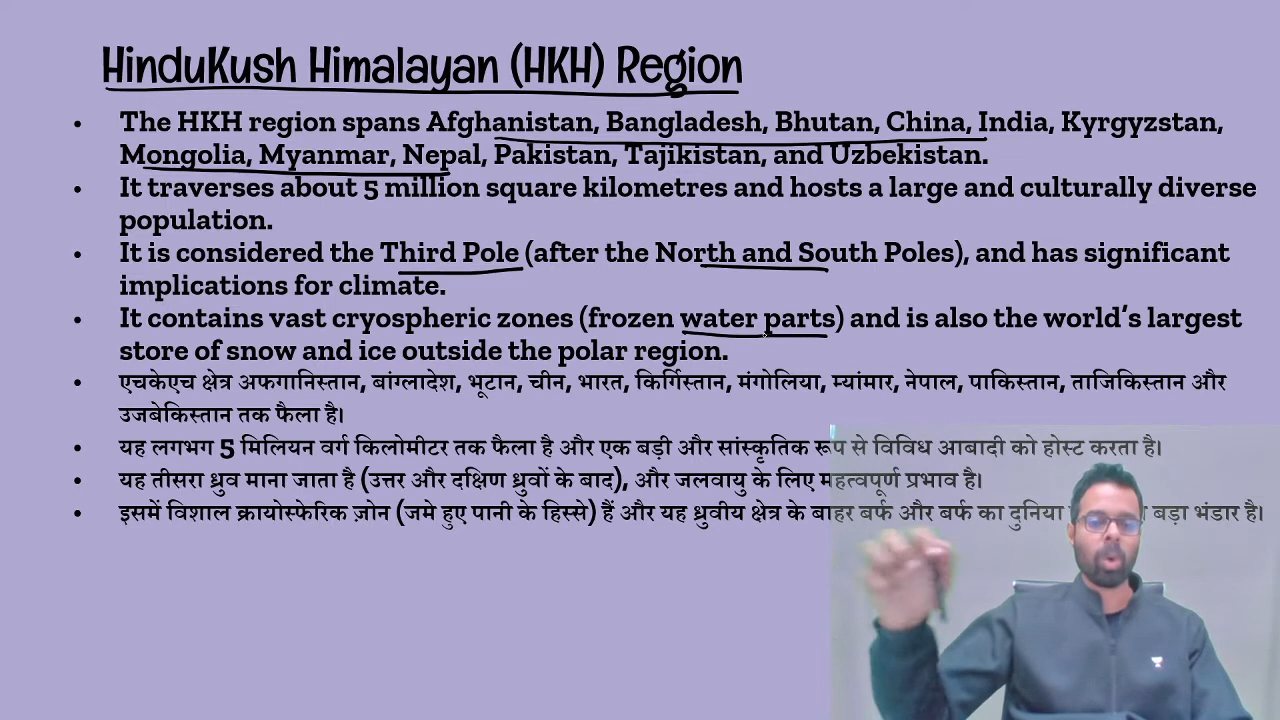 HinduKush Himalayan (HKH) Region
• The HKH region spans Afghanistan, Bangladesh, Bhutan, China, India, Kyrgyzstan,
Mongolia, Myanmar, Nepal, Pakistan, Tajikistan, and Uzbekistan.
• It traverses about 5 million square kilometres and hosts a large and culturally diverse
population.
• It is considered the Third Pole (after the North and South Poles), and has significant
implications for climate.
• It contains vast cryospheric zones (frozen water parts) and is also the world's largest
store of snow and ice outside the polar region.
• एचकेएच क्षेत्र अफगानिस्तान, बांग्लादेश, भूटान, चीन, भारत, किर्गिस्तान, मंगोलिया, म्यांमार, नेपाल, पाकिस्तान, ताजिकिस्तान और
उजबेकिस्तान तक फैला है।
• यह लगभग 5 मिलियन वर्ग किलोमीटर तक फैला है और एक बड़ी और सांस्कृतिक रूप से विविध आबादी को होस्ट करता है।
• यह तीसरा ध्रुव माना जाता है (उत्तर और दक्षिण ध्रुवों के बाद), और जलवायु के लिए महत्वपूर्ण प्रभाव है।
• इसमें विशाल क्रायोस्फेरिक ज़ोन (जमे हुए पानी के हिस्से) हैं और यह ध्रुवीय क्षेत्र के बाहर बर्फ और बर्फ का दुनिया बड़ा भंडार है।